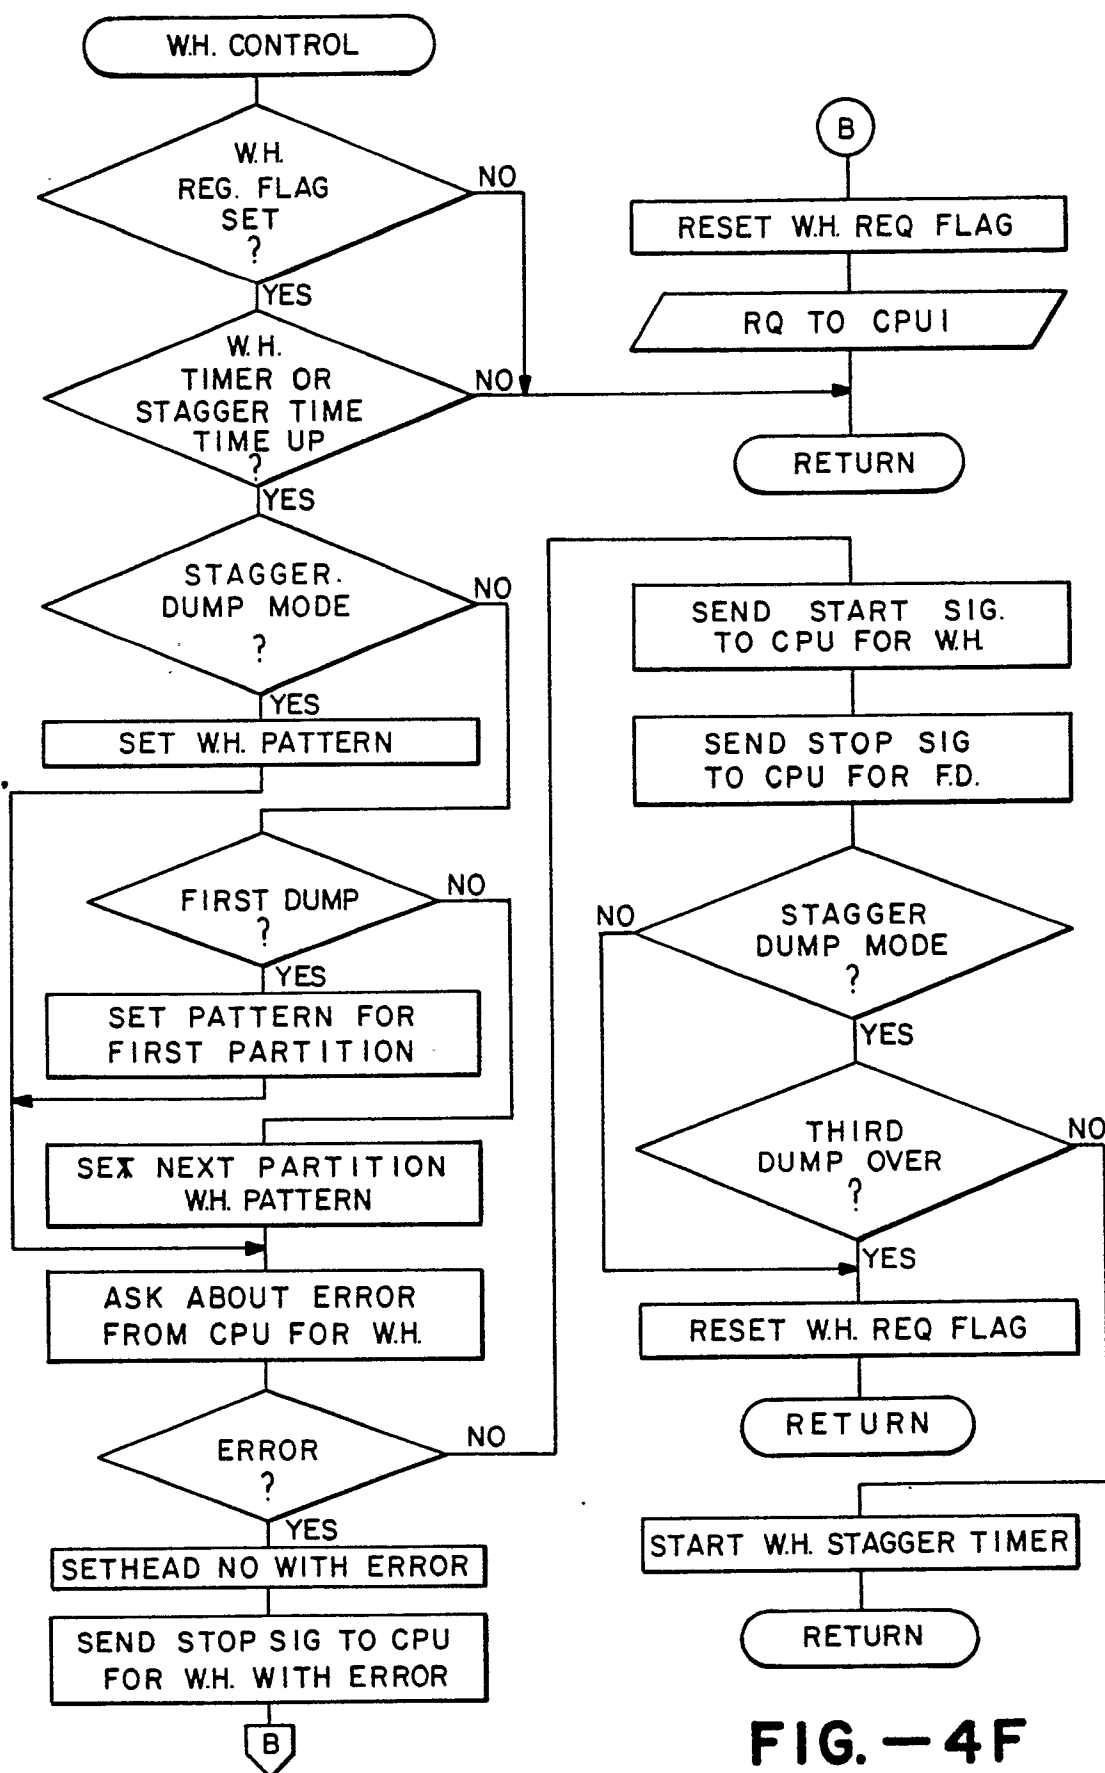 W.H. CONTROL
W.H.
REG. FLAG
SET
?
NO
YES
W.H.
TIMER OR
STAGGER TIME
TIME UP
?
NO
YES
STAGGER.
DUMP MODE
?
NO
YES
SET W.H. PATTERN
FIRST DUMP
?
NO
YES
SET PATTERN FOR
FIRST PARTITION
SET NEXT PARTITION
W.H. PATTERN
ASK ABOUT ERROR
FROM CPU FOR W.H.
ERROR
?
NO
YES
SETHEAD NO WITH ERROR
SEND STOP SIG TO CPU
FOR W.H. WITH ERROR
B
B
RESET W.H. REQ FLAG
RQ TO CPU1
RETURN
SEND START SIG.
TO CPU FOR W.H.
SEND STOP SIG
TO CPU FOR F.D.
STAGGER
DUMP MODE
?
NO
YES
THIRD
DUMP OVER
?
NO
YES
RESET W.H. REQ FLAG
RETURN
START W.H. STAGGER TIMER
RETURN
FIG. — 4F